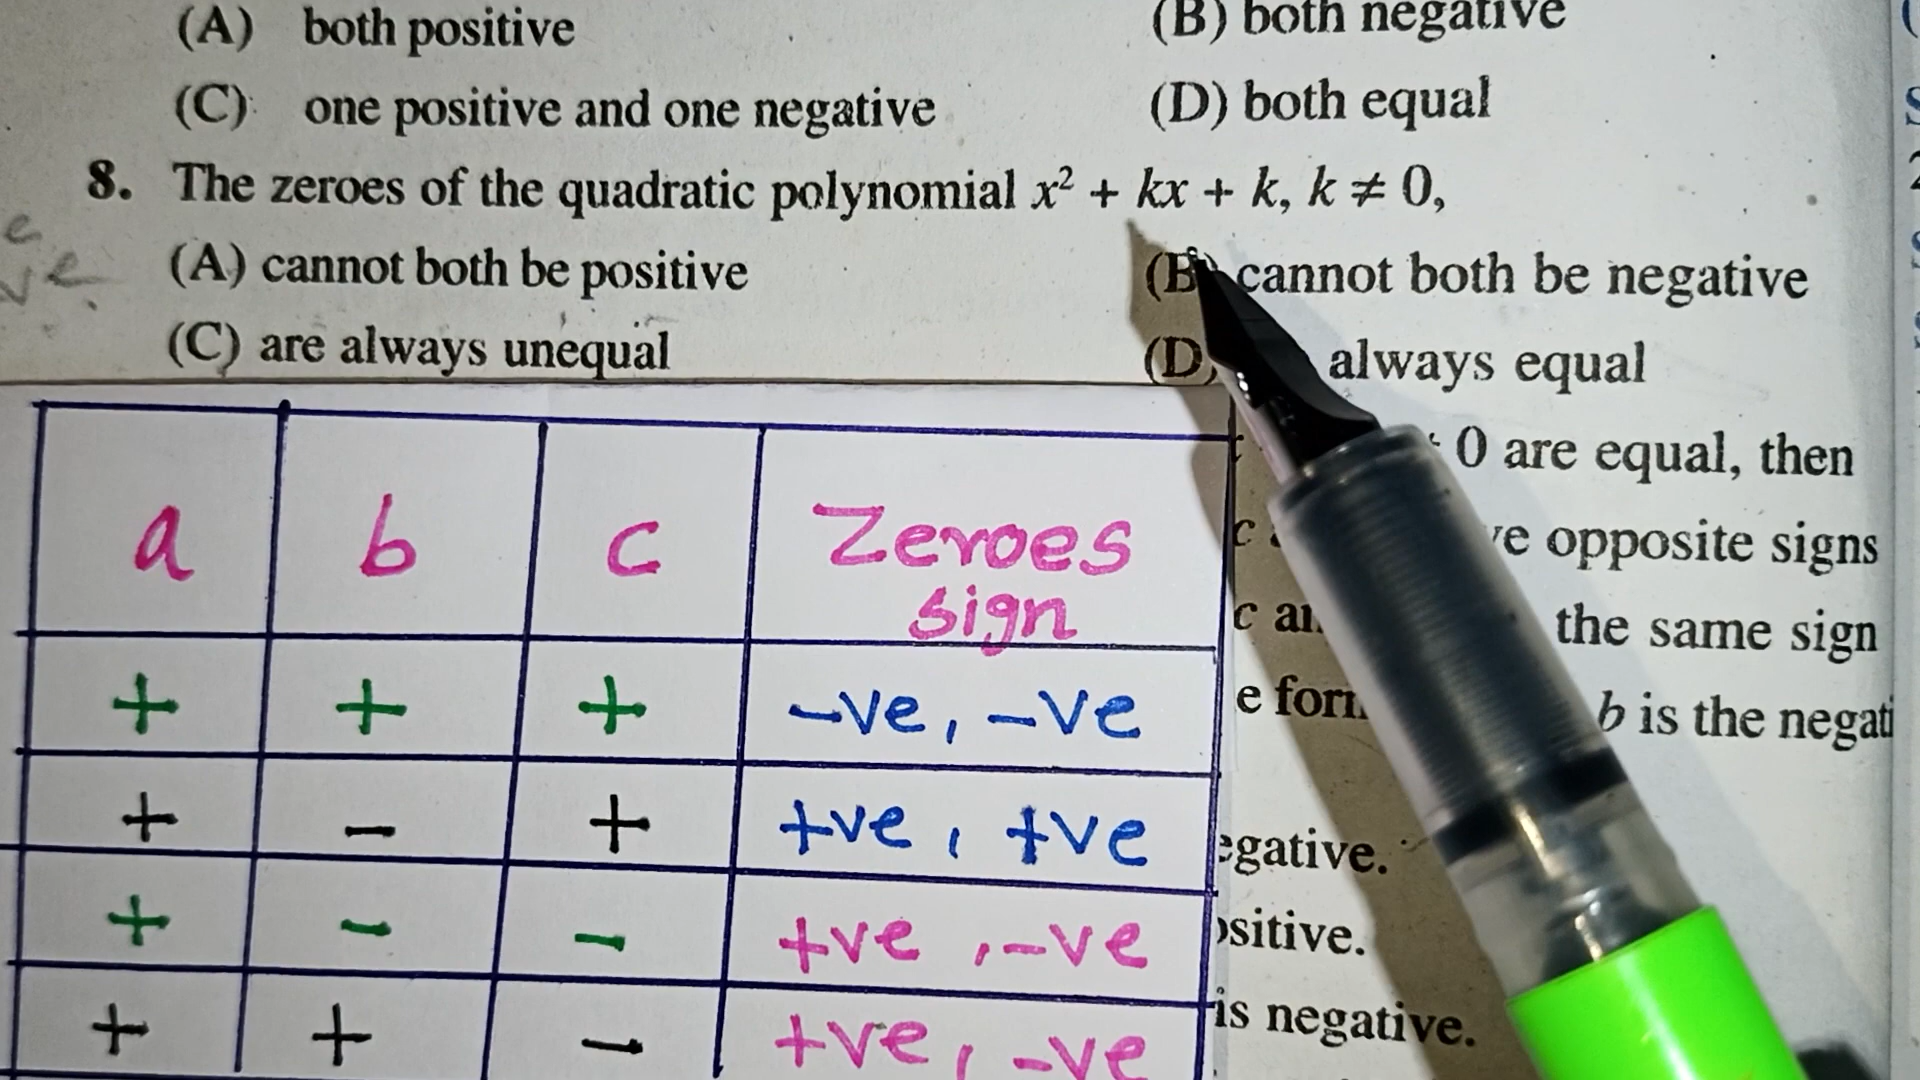 (A) both positive
(B) both negative
(C) one positive and one negative
(D) both equal
8. The zeroes of the quadratic polynomial x² + kx + k, k ≠ 0,
(A) cannot both be positive
(B) cannot both be negative
(C) are always unequal
(D) always equal
0 are equal, then
c
opposite signs
c
the same sign
b is the
is negative.
a b c Zeroes sign
+ + + -ve, -ve
+ - + +ve, +ve
+ - - +ve, -ve
+ + - +ve, -ve